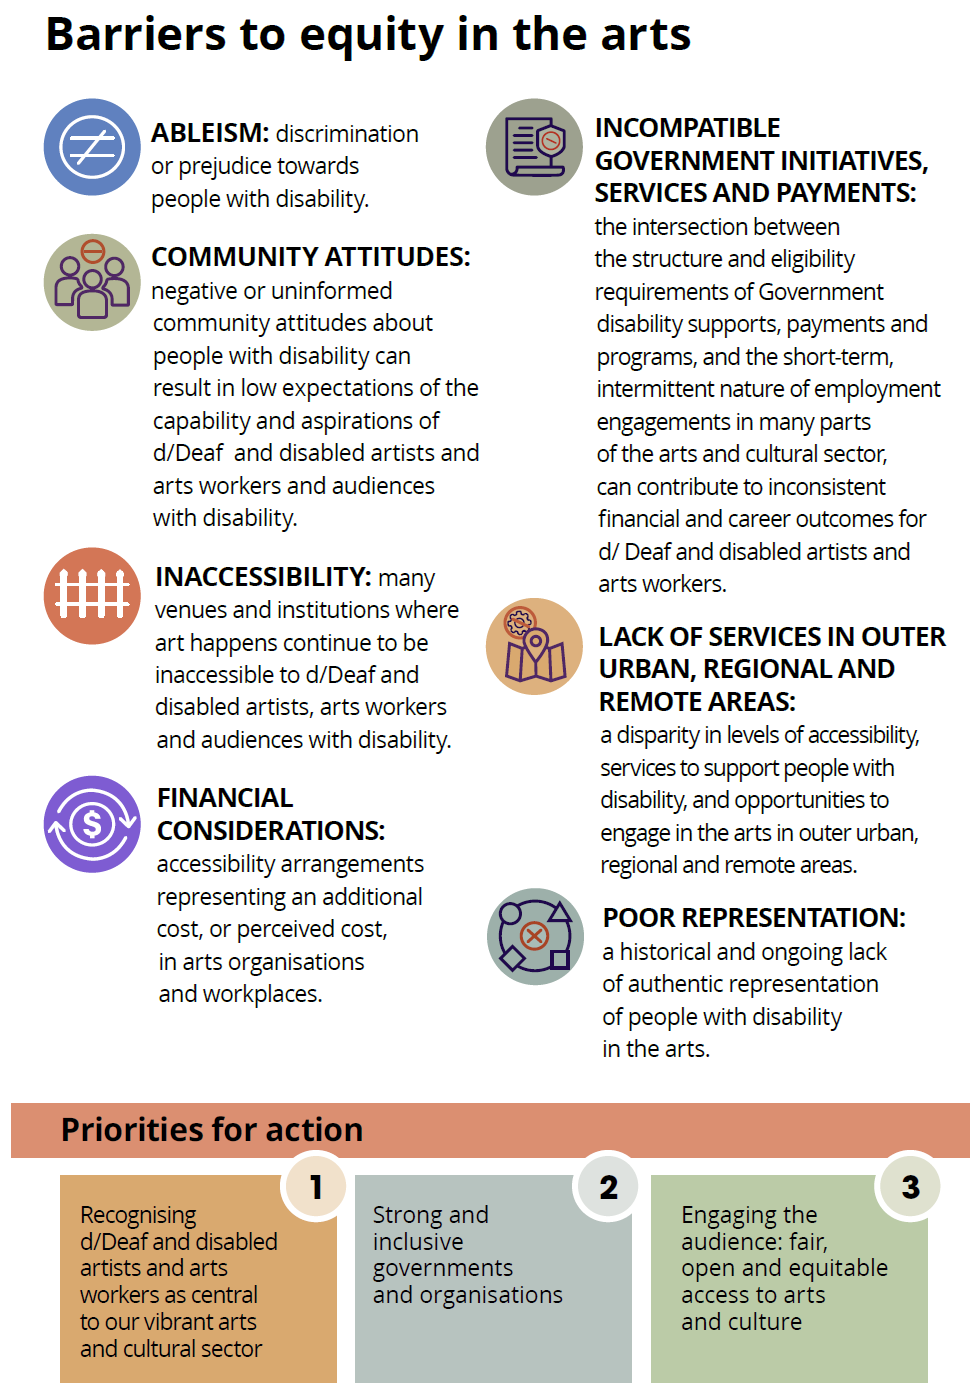 Barriers to equity in the arts
ABLEISM: discrimination
or prejudice towards
people with disability.
COMMUNITY ATTITUDES:
negative or uninformed
community attitudes about
people with disability can
result in low expectations of the
capability and aspirations of
d/Deaf  and disabled artists and
arts workers and audiences
with disability.
INACCESSIBILITY: many
venues and institutions where
art happens continue to be
inaccessible to d/Deaf and
disabled artists, arts workers
and audiences with disability.
$
FINANCIAL
CONSIDERATIONS:
accessibility arrangements
representing an additional
cost, or perceived cost,
in arts organisations
and workplaces.
INCOMPATIBLE
GOVERNMENT INITIATIVES,
SERVICES AND PAYMENTS:
the intersection between
the structure and eligibility
requirements of Government
disability supports, payments and
programs, and the short-term,
intermittent nature of employment
engagements in many parts
of the arts and cultural sector,
can contribute to inconsistent
financial and career outcomes for
d/ Deaf and disabled artists and
arts workers.
LACK OF SERVICES IN OUTER
URBAN, REGIONAL AND
REMOTE AREAS:
a disparity in levels of accessibility,
services to support people with
disability, and opportunities to
engage in the arts in outer urban,
regional and remote areas.
POOR REPRESENTATION:
a historical and ongoing lack
of authentic representation
of people with disability
in the arts.
Priorities for action
1
Recognising
d/Deaf and disabled
artists and arts
workers as central
to our vibrant arts
and cultural sector
2
Strong and
inclusive
governments
and organisations
3
Engaging the
audience: fair,
open and equitable
access to arts
and culture